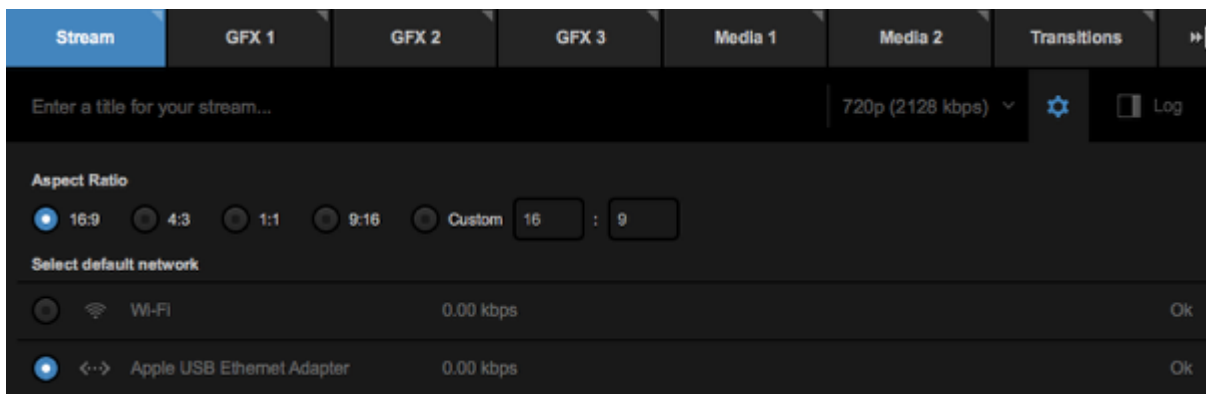 Stream GFX 1 GFX 2 GFX 3 Media 1 Media 2 Transitions
Enter a title for your stream... 720p (2128 kbps) Log
Aspect Ratio
16:9 4:3 1:1 9:16 Custom 16 : 9
Select default network
Wi-Fi 0.00 kbps Ok
Apple USB Ethernet Adapter 0.00 kbps Ok